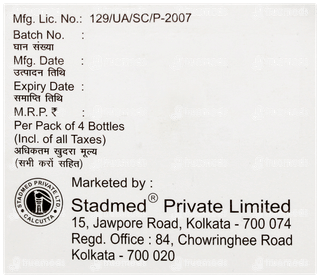 Mfg. Lic. No.: 129/UA/SC/P-2007
Batch No. :
घान संख्या
Mfg. Date :
उत्पादन तिथि
Expiry Date :
समाप्ति तिथि
M.R.P. ₹ :
Per Pack of 4 Bottles
(Incl. of all Taxes)
अधिकतम खुदरा मूल्य
(सभी करों सहित)
Marketed by :
Stadmed® Private Limited
15, Jawpore Road, Kolkata - 700 074
Regd. Office : 84, Chowringhee Road
Kolkata - 700 020
STADMED PRIVATE LTD.
CALCUTTA